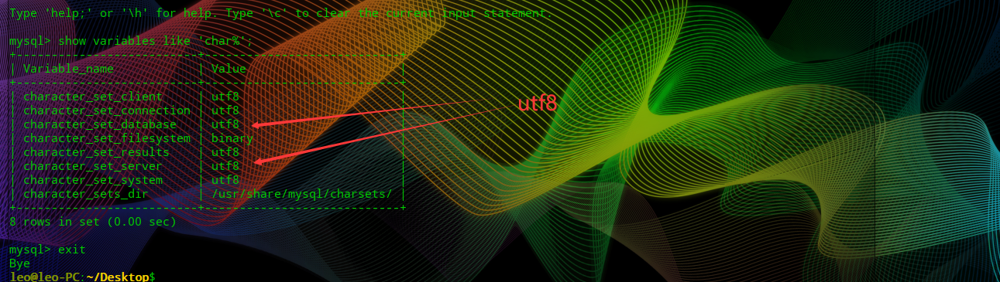 Type 'help;' or '\h' for help. Type '\c' to clear the current input statement.
mysql> show variables like 'char%';
+--------------------------+----------------------------+
| Variable_name | Value |
+--------------------------+----------------------------+
| character_set_client | utf8 |
| character_set_connection | utf8 |
| character_set_database | utf8 |
| character_set_filesystem | binary |
| character_set_results | utf8 |
| character_set_server | utf8 |
| character_set_system | utf8 |
| character_sets_dir | /usr/share/mysql/charsets/ |
+--------------------------+----------------------------+
8 rows in set (0.00 sec)
mysql> exit
Bye
leo@leo-PC:~/Desktop$
utf8